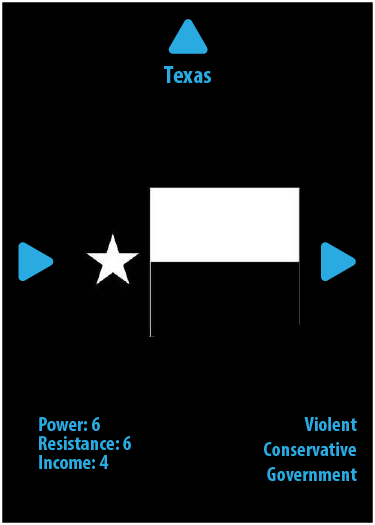 Texas
Power: 6
Resistance: 6
Income: 4
Violent
Conservative
Government